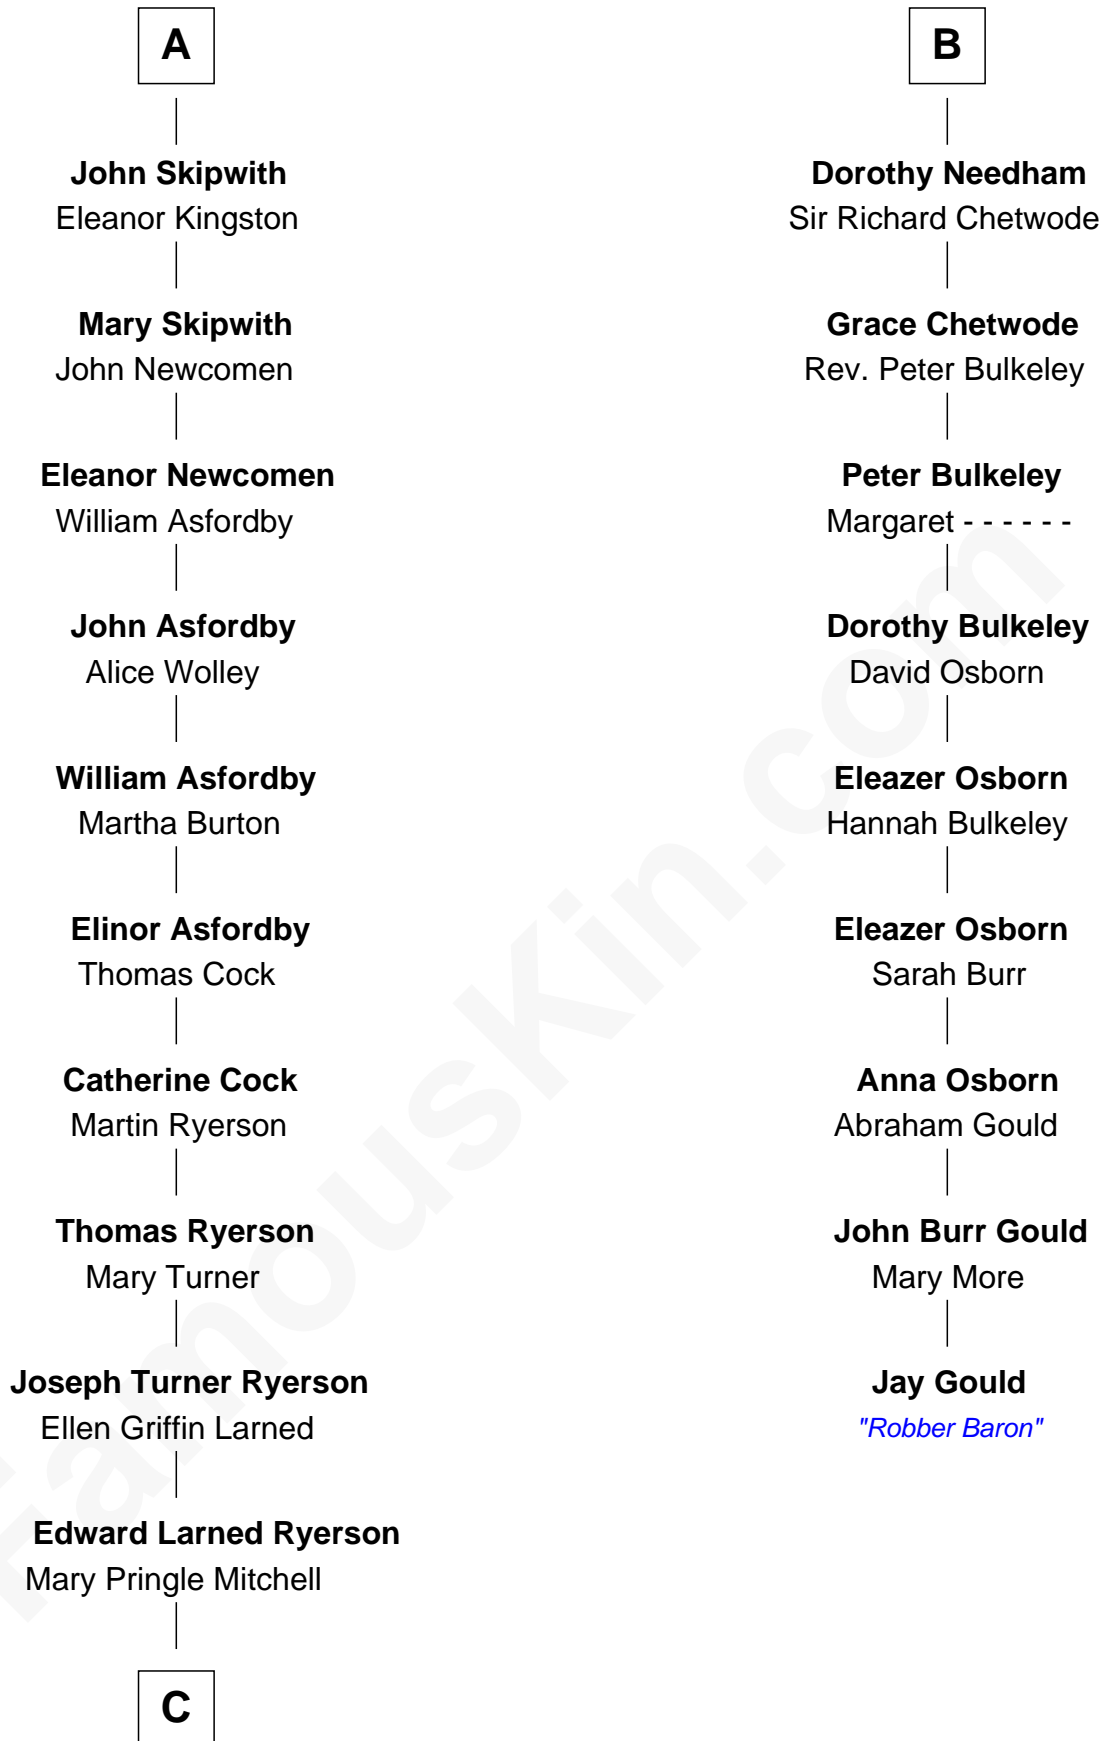 A
John Skipwith
Eleanor Kingston
Mary Skipwith
John Newcomen
Eleanor Newcomen
William Asfordby
John Asfordby
Alice Wolley
William Asfordby
Martha Burton
Elinor Asfordby
Thomas Cock
Catherine Cock
Martin Ryerson
Thomas Ryerson
Mary Turner
Joseph Turner Ryerson
Ellen Griffin Larned
Edward Larned Ryerson
Mary Pringle Mitchell
C
B
Dorothy Needham
Sir Richard Chetwode
Grace Chetwode
Rev. Peter Bulkeley
Peter Bulkeley
Margaret - - - - - -
Dorothy Bulkeley
David Osborn
Eleazer Osborn
Hannah Bulkeley
Eleazer Osborn
Sarah Burr
Anna Osborn
Abraham Gould
John Burr Gould
Mary More
Jay Gould
"Robber Baron"
FamousKin.com